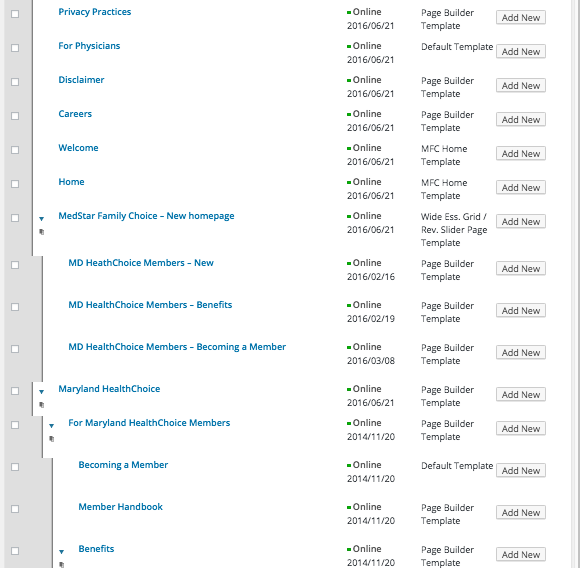 Privacy Practices Online Page Builder Add New
2016/06/21 Template
For Physicians Online Default Template Add New
2016/06/21
Disclaimer Online Page Builder Add New
2016/06/21 Template
Careers Online Page Builder Add New
2016/06/21 Template
Welcome Online MFC Home Add New
2016/06/21 Template
Home Online MFC Home Add New
2016/06/21 Template
MedStar Family Choice – New homepage Online Wide Ess. Grid / Add New
2016/06/21 Rev. Slider Page
Template
MD HeathChoice Members – New Online Page Builder Add New
2016/02/16 Template
MD HealthChoice Members – Benefits Online Page Builder Add New
2016/02/19 Template
MD HealthChoice Members – Becoming a Member Online Page Builder Add New
2016/03/08 Template
Maryland HealthChoice Online Page Builder Add New
2016/06/21 Template
For Maryland HealthChoice Members Online Page Builder Add New
2014/11/20 Template
Becoming a Member Online Default Template Add New
2014/11/20
Member Handbook Online Page Builder Add New
2014/11/20 Template
Benefits Online Page Builder Add New
2014/11/20 Template